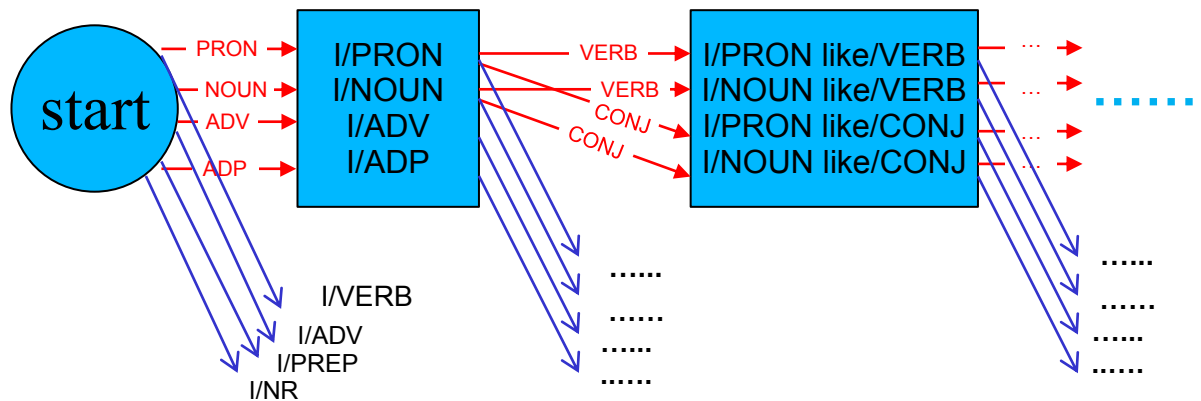 start
PRON
NOUN
ADV
ADP
I/PRON
I/NOUN
I/ADV
I/ADP
VERB
VERB
CONJ
CONJ
I/PRON like/VERB
I/NOUN like/VERB
I/PRON like/CONJ
I/NOUN like/CONJ
...
...
...
...
.......
I/VERB
I/ADV
I/PREP
I/NR
......
......
......
......
......
......
......
......